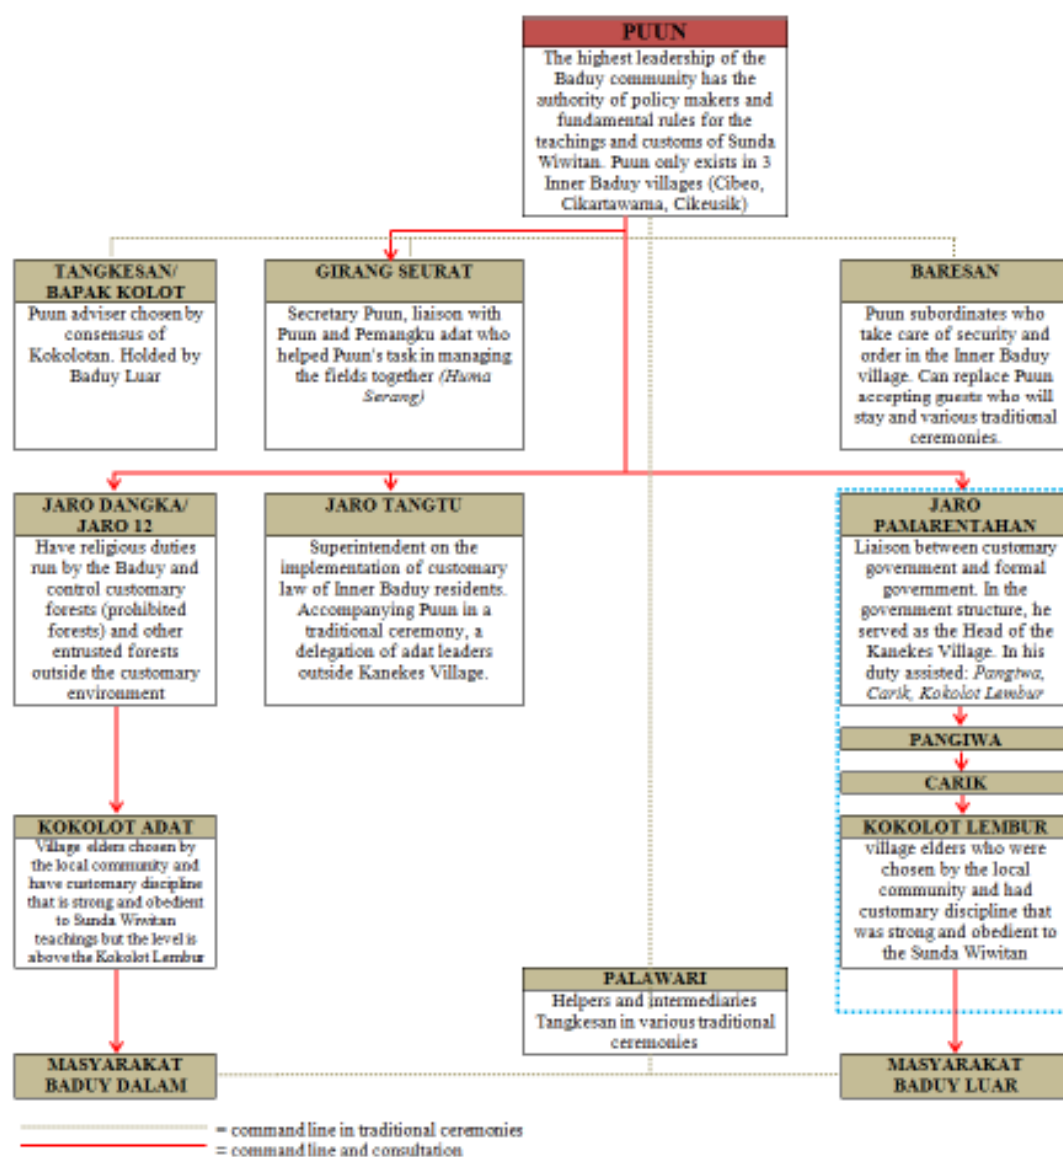 PUUN
The highest leadership of the
Baduy community has the
authority of policy makers and
fundamental rules for the
teachings and customs of Sunda
Wiwitan. Puun only exists in 3
Inner Baduy villages (Cibeo,
Cikartawama, Cikeusik)
TANGKESAN/
BAPAK KOLOT
Puun adviser chosen by
consensus of
Kokolotan. Holded by
Baduy Luar
GIRANG SEURAT
Secretary Puun, liaison with
Puun and Pemangku adat who
helped Puun's task in managing
the fields together (Huma
Serang)
BARESAN
Puun subordinates who
take care of security and
order in the Inner Baduy
village. Can replace Puun
accepting guests who will
stay and various traditional
ceremonies.
JARO DANGKA/
JARO 12
Have religious duties
run by the Baduy and
control customary
forests (prohibited
forests) and other
entrusted forests
outside the customary
environment
JARO TANGTU
Superintendent on the
implementation of customary
law of Inner Baduy residents.
Accompanying Puun in a
traditional ceremony, a
delegation of adat leaders
outside Kanekes Village.
JARO
PAMARENTAHAN
Liaison between customary
government and formal
government. In the
government structure, he
served as the Head of the
Kanekes Village. In his
duty assisted: Pangiwa,
Carik, Kokolot Lembur
PANGIWA
CARIK
KOKOLOT ADAT
Village elders chosen by
the local community and
have customary discipline
that is strong and obedient
to Sunda Wiwitan
teachings but the level is
above the Kokolot Lembur
KOKOLOT LEMBUR
village elders who were
chosen by the local
community and had
customary discipline that
was strong and obedient to
the Sunda Wiwitan
PALAWARI
Helpers and intermediaries
Tangkesan in various traditional
ceremonies
MASYARAKAT
BADUY DALAM
MASYARAKAT
BADUY LUAR
= command line in traditional ceremonies
= command line and consultation